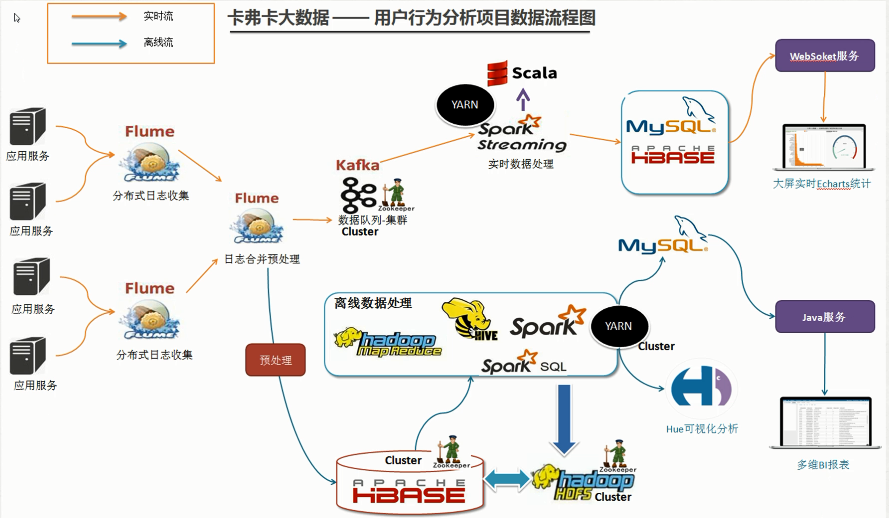 卡弗卡大数据 —— 用户行为分析项目数据流程图
实时流
离线流
应用服务
应用服务
应用服务
应用服务
Flume
分布式日志收集
Flume
分布式日志收集
Flume
日志合并预处理
Kafka
Zookeeper
数据队列-集群
Cluster
YARN
Scala
Spark
Streaming
实时数据处理
MySQL
APACHE
HBASE
WebSoket服务
大屏实时Echarts统计
离线数据处理
hadoop
Map Reduce
HIVE
Spark
Spark SQL
YARN
Cluster
MySQL
Java服务
Hue可视化分析
多维BI报表
预处理
Cluster
Zookeeper
APACHE
HBASE
Zookeeper
hadoop
HDFS
Cluster